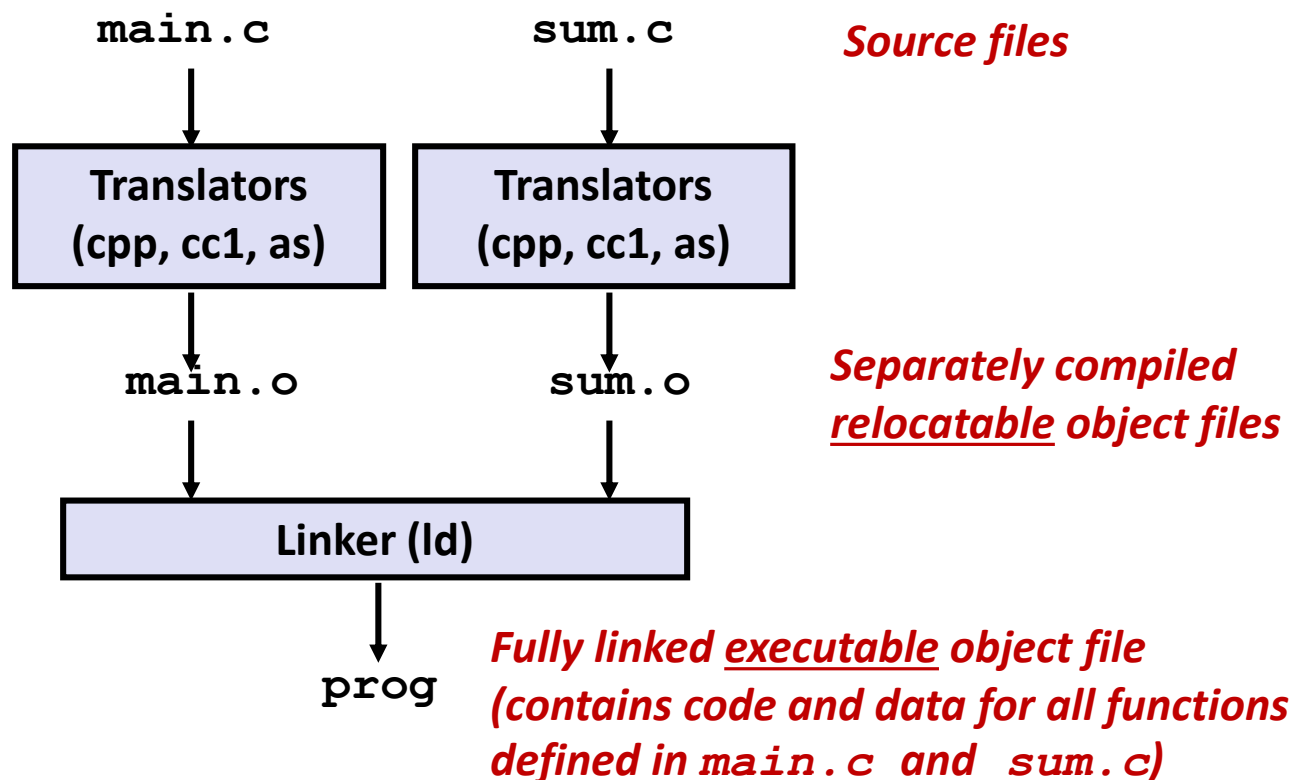 main.c
sum.c
Source files
Translators
(cpp, cc1, as)
Translators
(cpp, cc1, as)
main.o
sum.o
Separately compiled
relocatable object files
Linker (ld)
prog
Fully linked executable object file
(contains code and data for all functions
defined in main.c and sum.c)